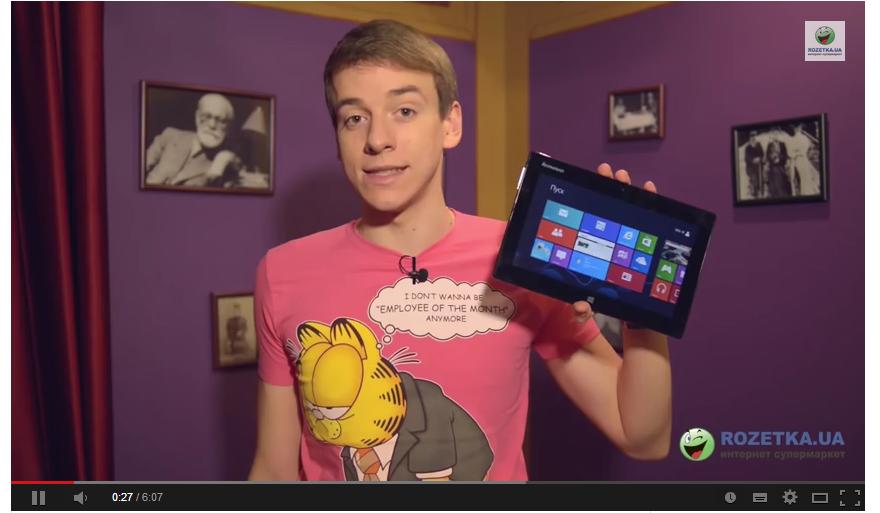 ROZETKA.UA
интернет супермаркет
Lenovo
Пуск
I DON'T WANNA BE
"EMPLOYEE OF THE MONTH"
ANYMORE
ROZETKA.UA
интернет супермаркет
0:27 / 6:07